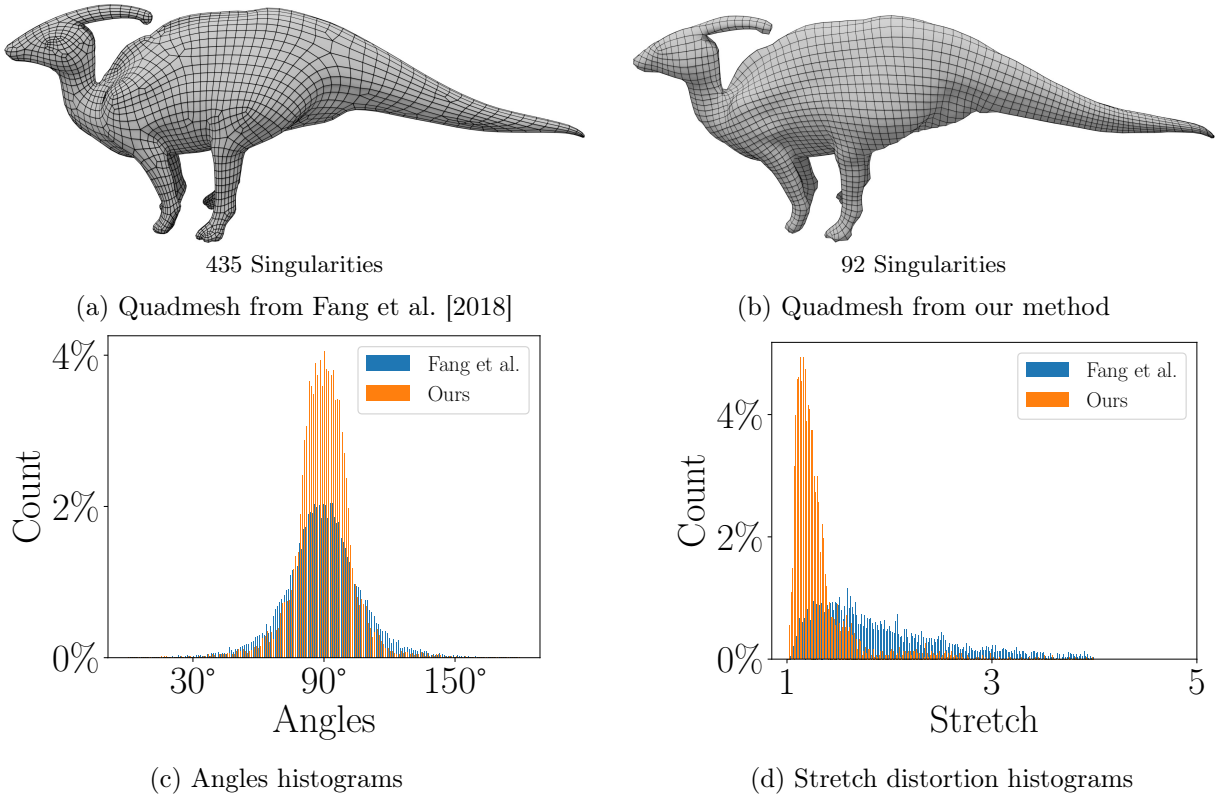 435 Singularities
92 Singularities
(a) Quadmesh from Fang et al. [2018]
(b) Quadmesh from our method
4%
2%
0%
Count
Fang et al.
Ours
30°
90°
150°
Angles
4%
2%
0%
Count
Fang et al.
Ours
1
3
5
Stretch
(c) Angles histograms
(d) Stretch distortion histograms